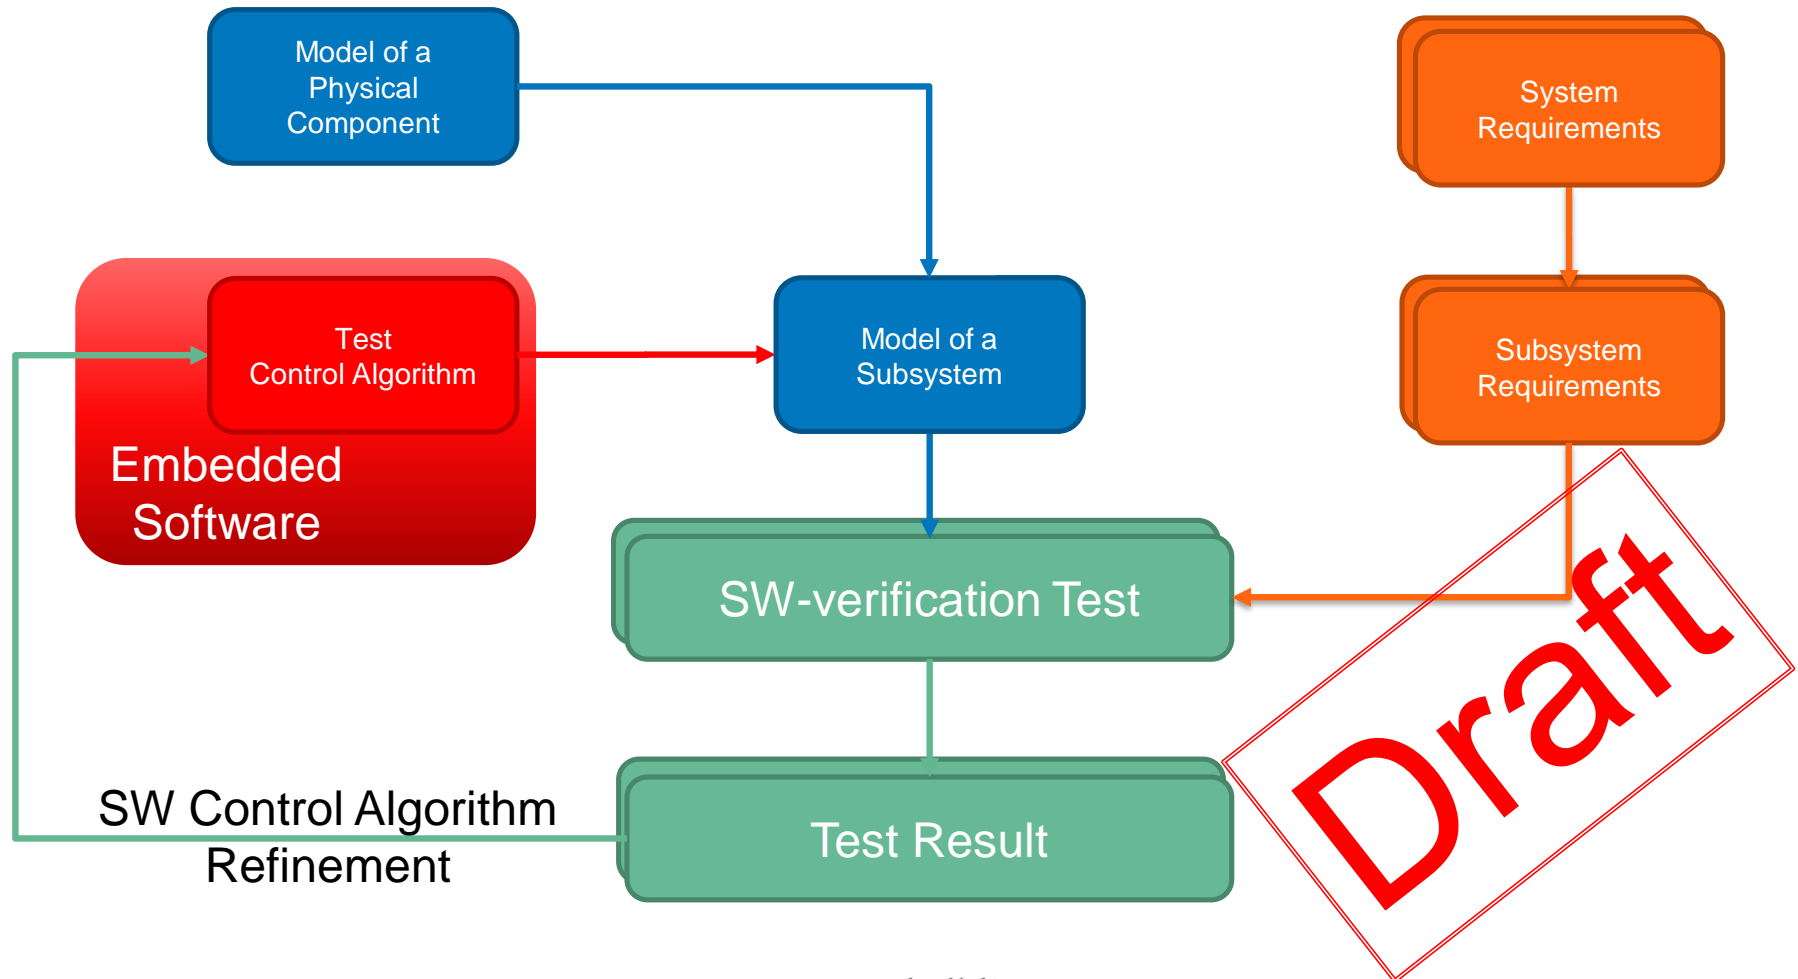 Model of a
Physical
Component
System
Requirements
Test
Control Algorithm
Embedded
Software
Model of a
Subsystem
Subsystem
Requirements
SW-verification Test
Draft
SW Control Algorithm
Refinement
Test Result